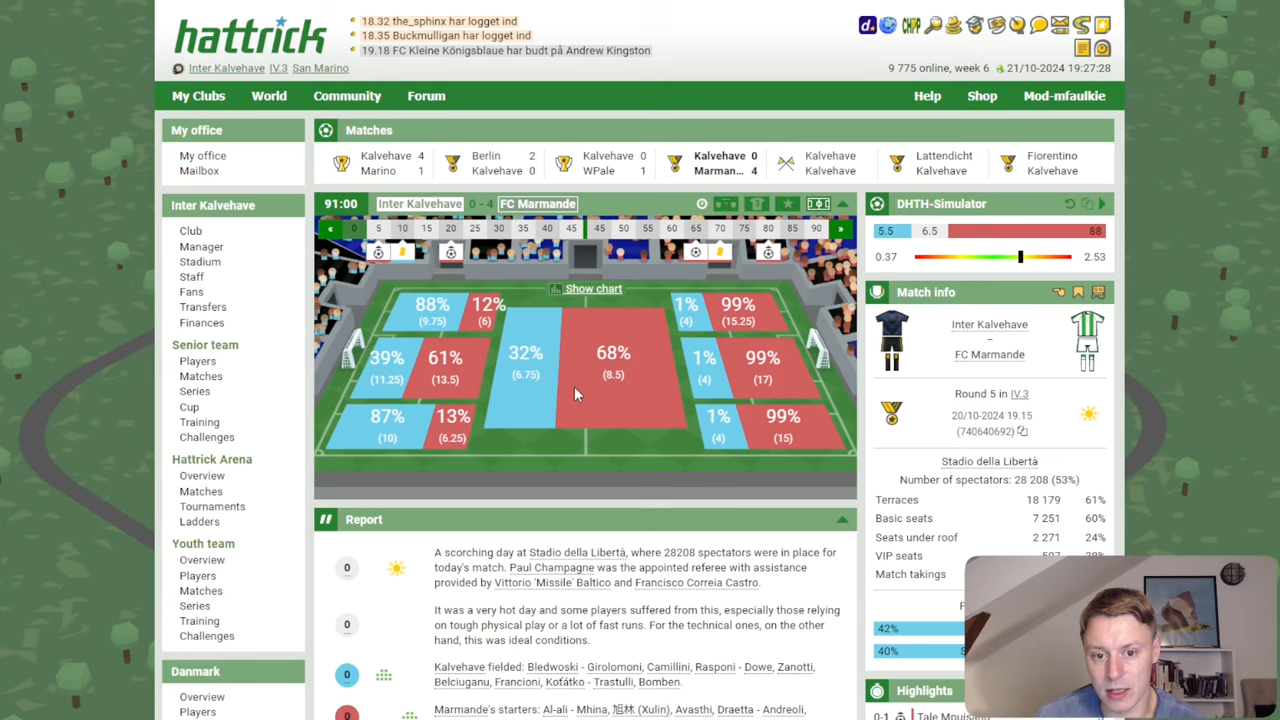 hattrick
18.32 the_sphinx har logget ind
18.35 Buckmulligan har logget ind
19.18 FC Kleine Königsblaue har budt på Andrew Kingston
CHPP
Inter Kalvehave IV.3 San Marino
9 775 online, week 6 21/10-2024 19:27:28
My Clubs World Community Forum Help Shop Mod-mfaulkie
My office
My office
Mailbox
Inter Kalvehave
Club
Manager
Stadium
Staff
Fans
Transfers
Finances
Senior team
Players
Matches
Series
Cup
Training
Challenges
Hattrick Arena
Overview
Matches
Tournaments
Ladders
Youth team
Overview
Players
Matches
Series
Training
Challenges
Danmark
Overview
Players
Matches
Kalvehave 4
Marino 1
Berlin 2
Kalvehave 0
Kalvehave 0
WPale 1
Kalvehave 0
Marman... 4
Kalvehave
Kalvehave
Lattendicht
Kalvehave
Fiorentino
Kalvehave
91:00 Inter Kalvehave 0 - 4 FC Marmande
« 0 5 10 15 20 25 30 35 40 45 45 50 55 60 65 70 75 80 85 90 »
Show chart
88% 12% 1% 99%
(9.75) (6) (4) (15.25)
39% 61% 32% 68% 1% 99%
(11.25) (13.5) (6.75) (8.5) (4) (17)
87% 13% 1% 99%
(10) (6.25) (4) (15)
Report
0
A scorching day at Stadio della Libertà, where 28208 spectators were in place for
today's match. Paul Champagne was the appointed referee with assistance
provided by Vittorio 'Missile' Baltico and Francisco Correia Castro.
0
It was a very hot day and some players suffered from this, especially those relying
on tough physical play or a lot of fast runs. For the technical ones, on the other
hand, this was ideal conditions.
0
Kalvehave fielded: Bledwoski - Girolomoni, Camillini, Rasponi - Dowe, Zanotti,
Belciuganu, Francioni, Koťátko - Trastulli, Bomben.
0
Marmande's starters: Al-ali - Mhina, 旭林 (Xulin), Avasthi, Draetta - Andreoli,
DHTH-Simulator
5.5 6.5 88
0.37 2.53
Match info
Inter Kalvehave
–
FC Marmande
Round 5 in IV.3
20/10-2024 19.15
(740640692)
Stadio della Libertà
Number of spectators: 28 208 (53%)
Terraces 18 179 61%
Basic seats 7 251 60%
Seats under roof 2 271 24%
VIP seats
Match takings
42%
40%
Highlights
0-1